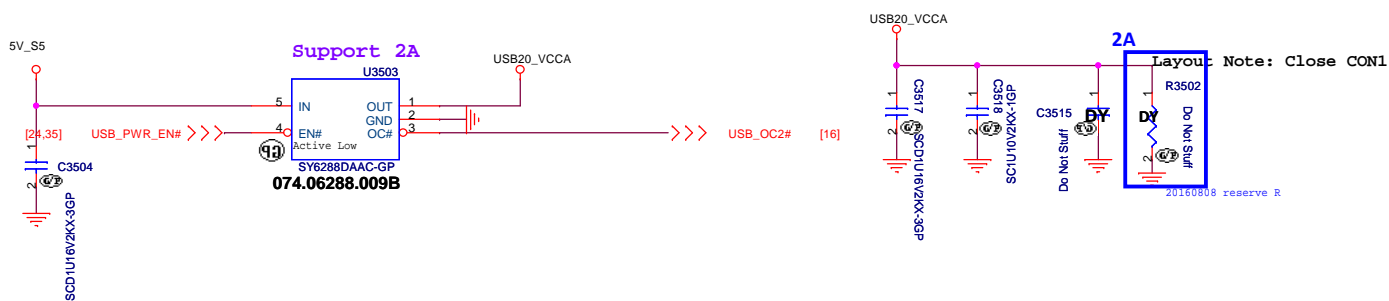 5V_S5
Support 2A
U3503
USB20_VCCA
5
IN
OUT
1
GND
2
[24,35]
USB_PWR_EN#
4
EN#
OC#
3
USB_OC2#
[16]
Active Low
SY6288DAAC-GP
074.06288.009B
1
C3504
2
SCD1U16V2KX-3GP
USB20_VCCA
2A
Layout Note: Close CON1
1
C3517
2
SCD1U16V2KX-3GP
1
C3518
2
SC1U10V2KX-1GP
1
C3515
DY
2
Do Not Stuff
1
R3502
DY
2
Do Not Stuff
20160808 reserve R